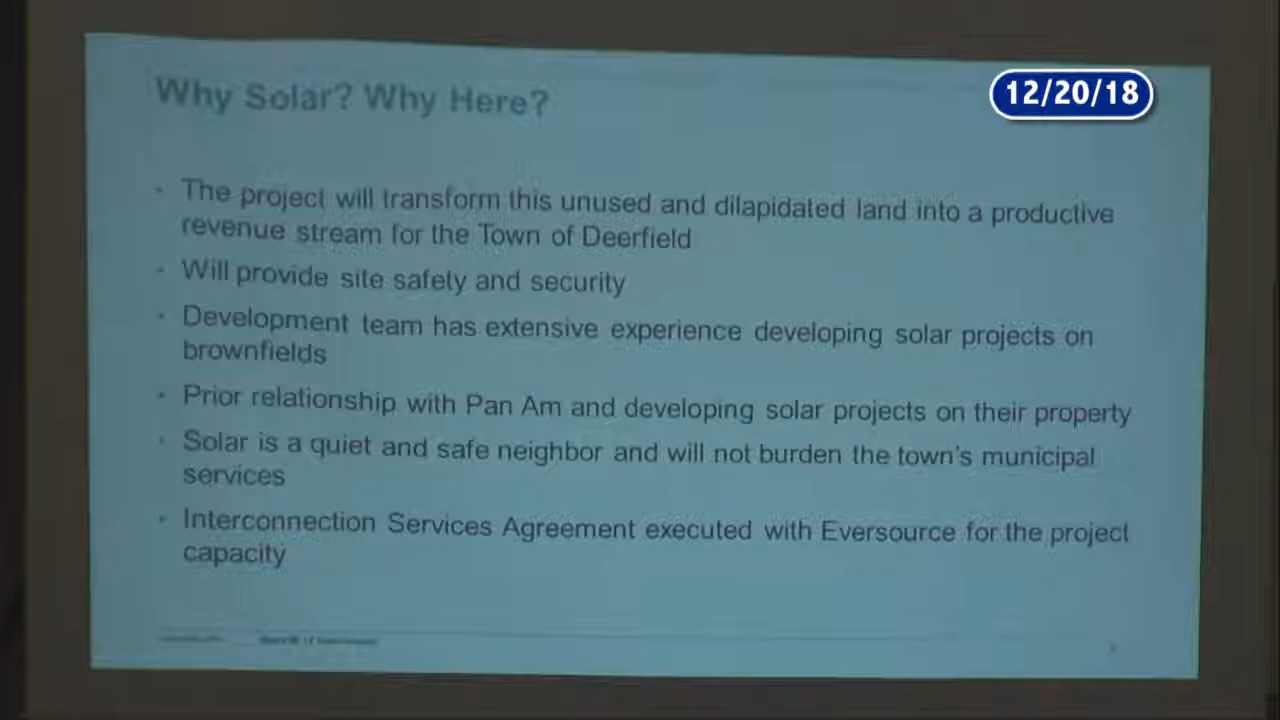 Why Solar? Why Here?
12/20/18
· The project will transform this unused and dilapidated land into a productive
revenue stream for the Town of Deerfield
· Will provide site safely and security
· Development team has extensive experience developing solar projects on
brownfields
· Prior relationship with Pan Am and developing solar projects on their property
· Solar is a quiet and safe neighbor and will not burden the town's municipal
services
· Interconnection Services Agreement executed with Eversource for the project
capacity